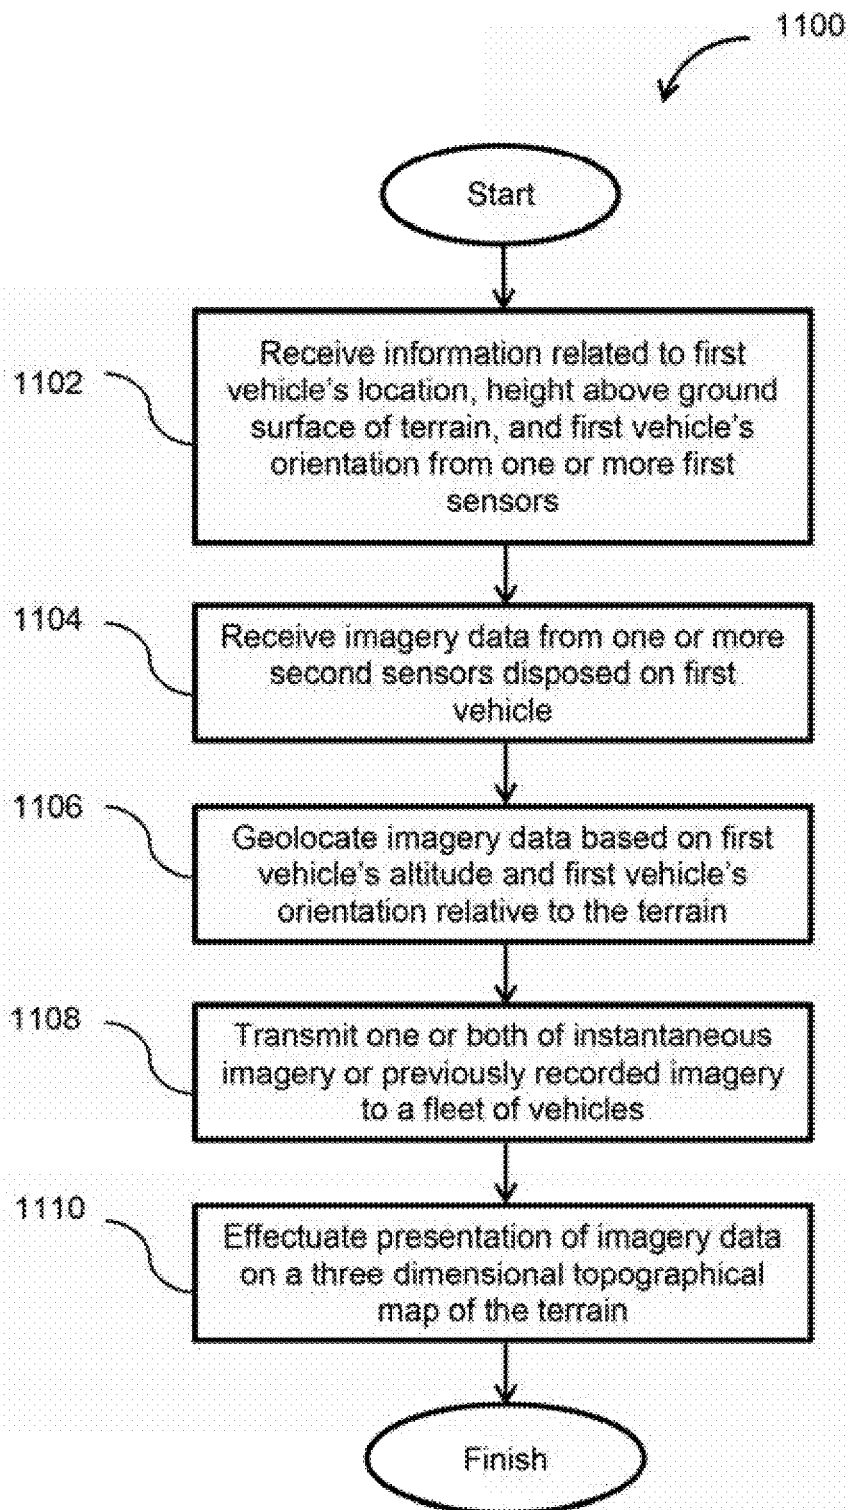 1100
Start
1102
Receive information related to first
vehicle's location, height above ground
surface of terrain, and first vehicle's
orientation from one or more first
sensors
1104
Receive imagery data from one or more
second sensors disposed on first
vehicle
1106
Geolocate imagery data based on first
vehicle's altitude and first vehicle's
orientation relative to the terrain
1108
Transmit one or both of instantaneous
imagery or previously recorded imagery
to a fleet of vehicles
1110
Effectuate presentation of imagery data
on a three dimensional topographical
map of the terrain
Finish